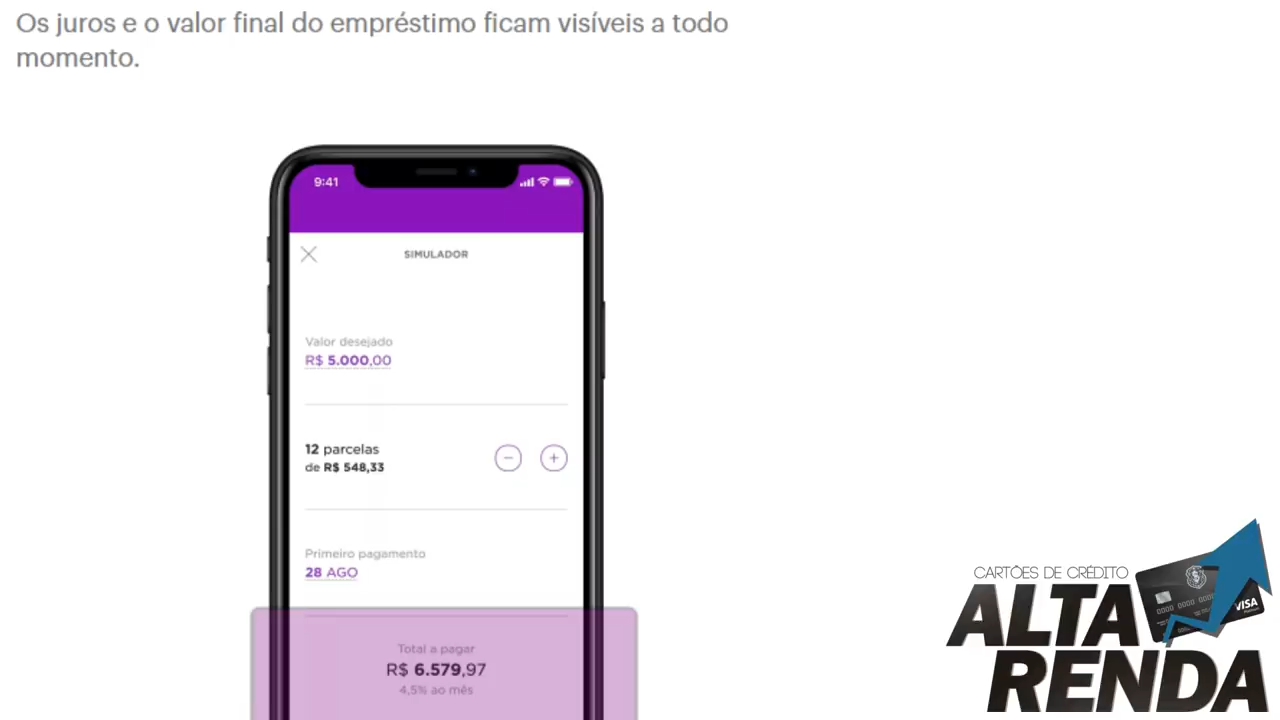 Os juros e o valor final do empréstimo ficam visíveis a todo
momento.
9:41
SIMULADOR
Valor desejado
R$ 5.000,00
12 parcelas
de R$ 548,33
Primeiro pagamento
28 AGO
Total a pagar
R$ 6.579,97
4,5% ao mês
CARTÕES DE CRÉDITO
ALTA
RENDA
VISA